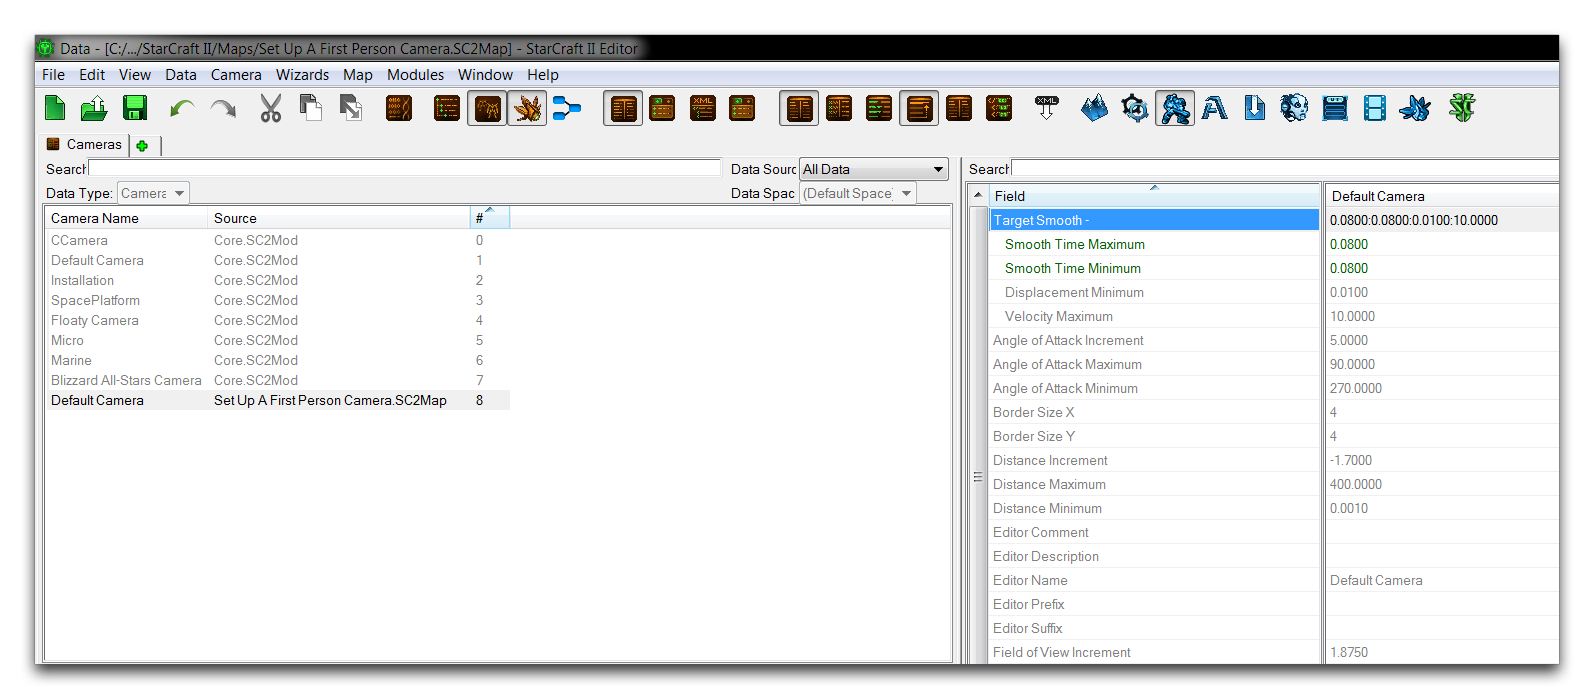 Data - [C:/.../StarCraft II/Maps/Set Up A First Person Camera.SC2Map] - StarCraft II Editor
File Edit View Data Camera Wizards Map Modules Window Help
XML XML
Cameras
Search Data Sourc All Data
Data Type: Camera Data Spac (Default Space)
Camera Name Source #
CCamera Core.SC2Mod 0
Default Camera Core.SC2Mod 1
Installation Core.SC2Mod 2
SpacePlatform Core.SC2Mod 3
Floaty Camera Core.SC2Mod 4
Micro Core.SC2Mod 5
Marine Core.SC2Mod 6
Blizzard All-Stars Camera Core.SC2Mod 7
Default Camera Set Up A First Person Camera.SC2Map 8
Search
Field Default Camera
Target Smooth - 0.0800:0.0800:0.0100:10.0000
Smooth Time Maximum 0.0800
Smooth Time Minimum 0.0800
Displacement Minimum 0.0100
Velocity Maximum 10.0000
Angle of Attack Increment 5.0000
Angle of Attack Maximum 90.0000
Angle of Attack Minimum 270.0000
Border Size X 4
Border Size Y 4
Distance Increment -1.7000
Distance Maximum 400.0000
Distance Minimum 0.0010
Editor Comment
Editor Description
Editor Name Default Camera
Editor Prefix
Editor Suffix
Field of View Increment 1.8750